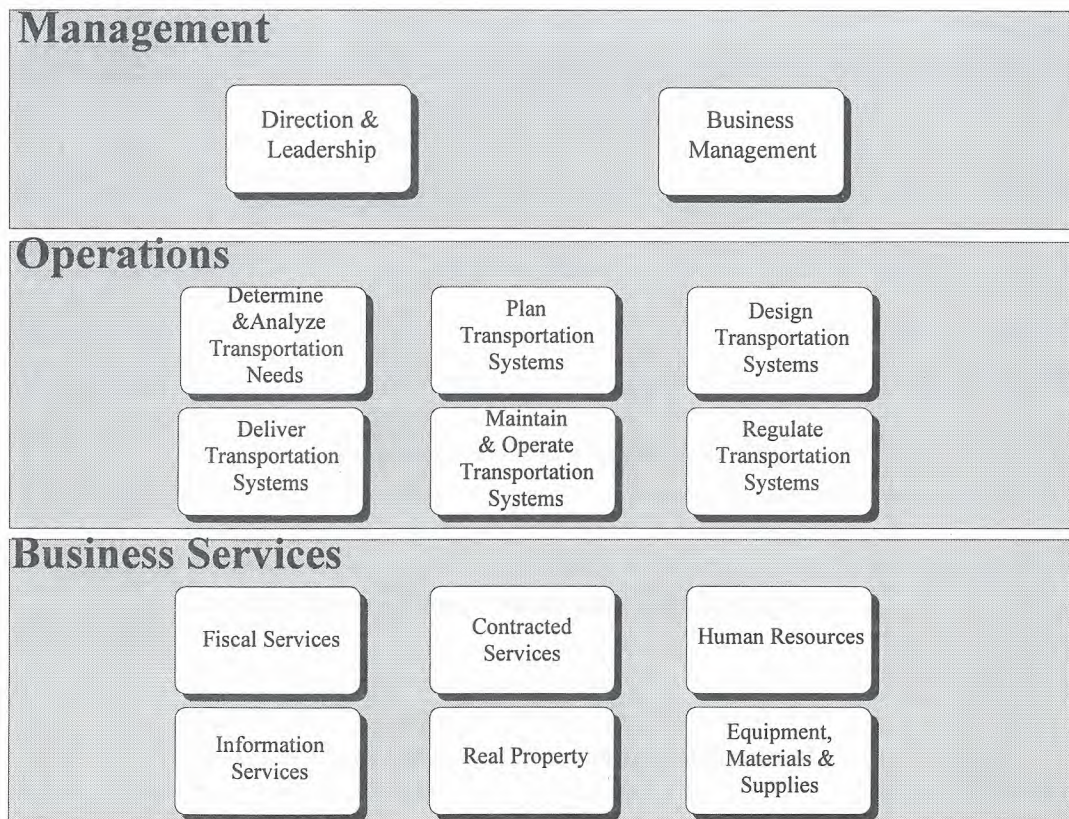 Management
Direction &
Leadership
Business
Management
Operations
Determine
&Analyze
Transportation
Needs
Plan
Transportation
Systems
Design
Transportation
Systems
Deliver
Transportation
Systems
Maintain
& Operate
Transportation
Systems
Regulate
Transportation
Systems
Business Services
Fiscal Services
Contracted
Services
Human Resources
Information
Services
Real Property
Equipment,
Materials &
Supplies